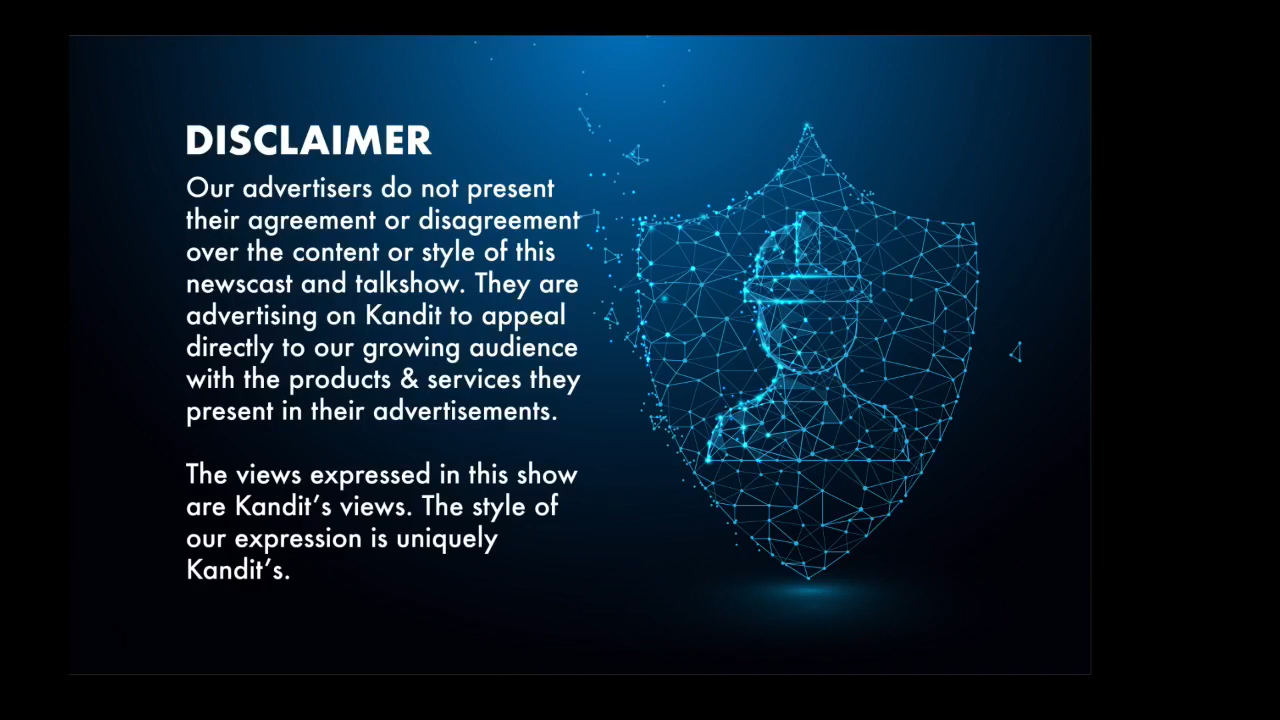 DISCLAIMER
Our advertisers do not present
their agreement or disagreement
over the content or style of this
newscast and talkshow. They are
advertising on Kandit to appeal
directly to our growing audience
with the products & services they
present in their advertisements.
The views expressed in this show
are Kandit’s views. The style of
our expression is uniquely
Kandit’s.